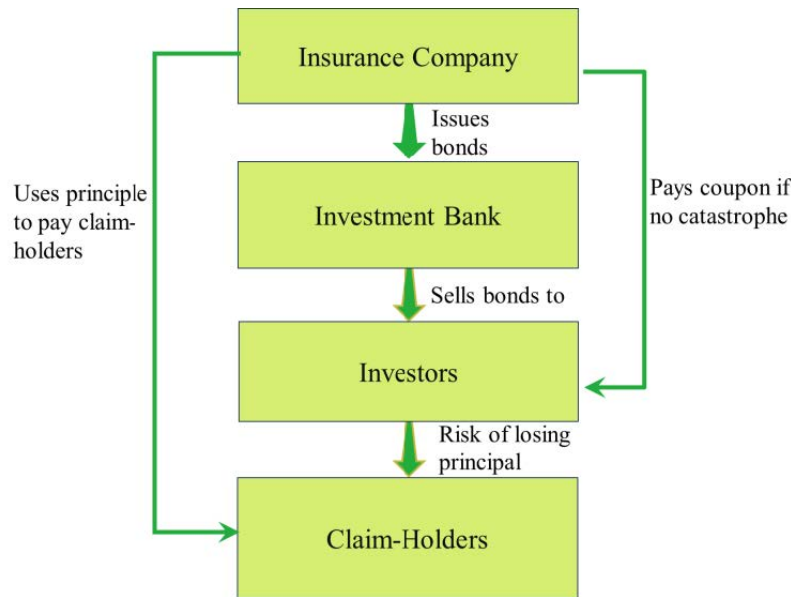 Insurance Company
Issues
bonds
Uses principle
to pay claim-
holders
Pays coupon if
no catastrophe
Investment Bank
Sells bonds to
Investors
Risk of losing
principal
Claim-Holders